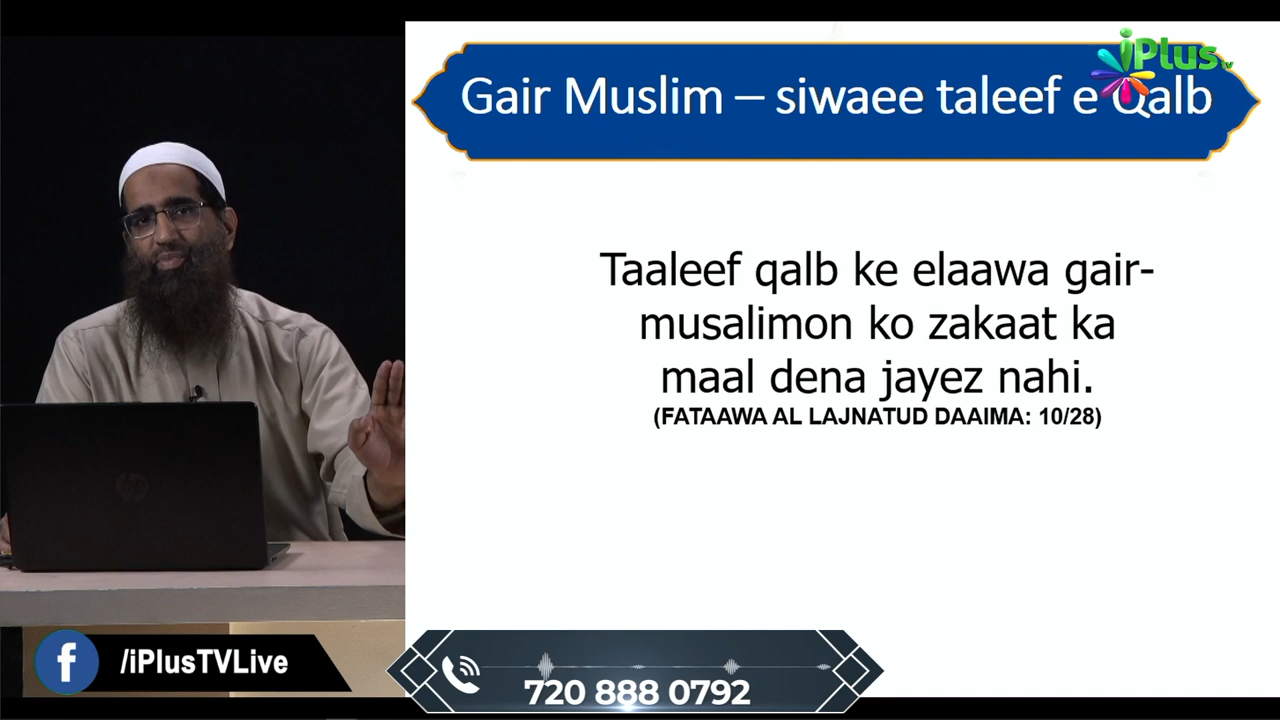 iPlus tv
Gair Muslim – siwaee taleef e Qalb
Taaleef qalb ke elaawa gair-
musalimon ko zakaat ka
maal dena jayez nahi.
(FATAAWA AL LAJNATUD DAAIMA: 10/28)
hp
f /iPlusTVLive
720 888 0792